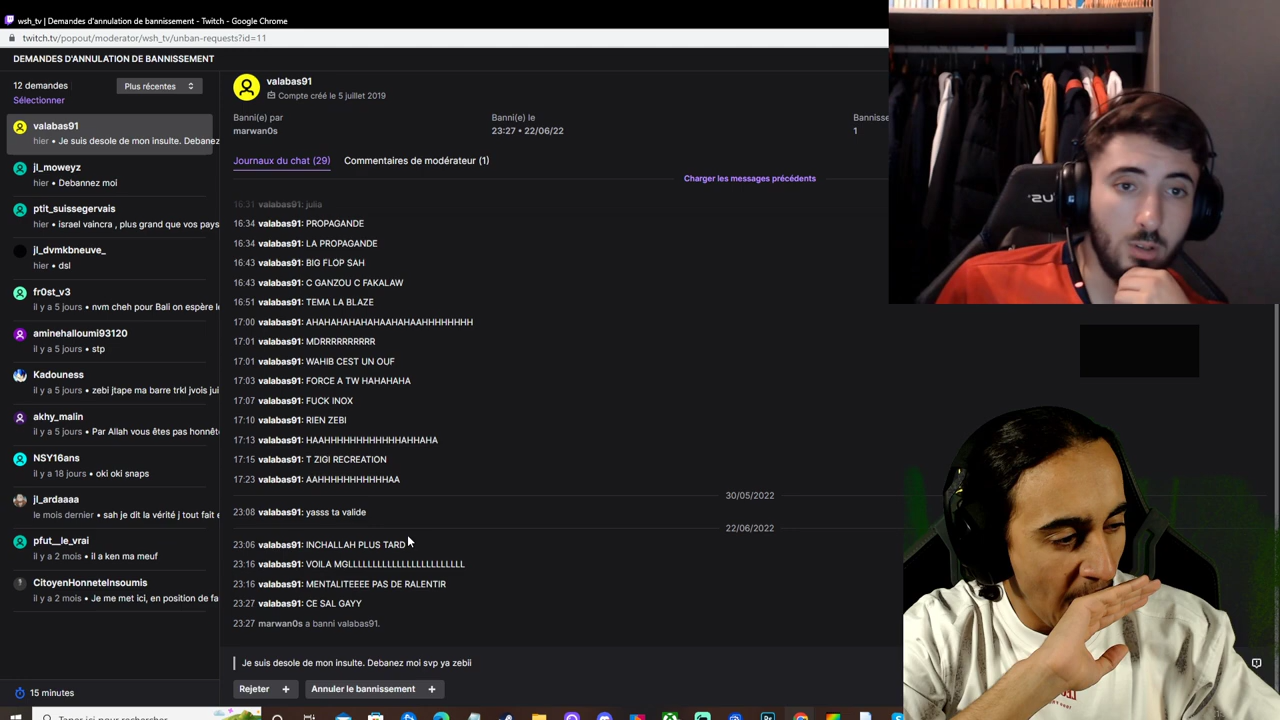 wsh_tv | Demandes d'annulation de bannissement - Twitch - Google Chrome
twitch.tv/popout/moderator/wsh_tv/unban-requests?id=11
DEMANDES D'ANNULATION DE BANNISSEMENT
12 demandes
Plus récentes
Sélectionner
valabas91
hier • Je suis desole de mon insulte. Debanez
jl_moweyz
hier • Debannez moi
ptit_suissegervais
hier • israel vaincra , plus grand que vos pays
jl_dvmkbneuve_
hier • dsl
fr0st_v3
il y a 5 jours • nvm cheh pour Bali on espère l
aminehalloumi93120
il y a 5 jours • stp
Kadouness
il y a 5 jours • zebi jtape ma barre trkl jvois jui
akhy_malin
il y a 5 jours • Par Allah vous êtes pas honnêt
NSY16ans
il y a 18 jours • oki oki snaps
jl_ardaaaa
le mois dernier • sah je dit la vérité j tout fait e
pfut__le_vrai
il y a 2 mois • il a ken ma meuf
CitoyenHonneteInsoumis
il y a 2 mois • Je me met ici, en position de fa
15 minutes
valabas91
Compte créé le 5 juillet 2019
Banni(e) par
marwan0s
Banni(e) le
23:27 • 22/06/22
Bannisse
1
Journaux du chat (29)
Commentaires de modérateur (1)
Charger les messages précédents
16:31 valabas91: julia
16:34 valabas91: PROPAGANDE
16:34 valabas91: LA PROPAGANDE
16:43 valabas91: BIG FLOP SAH
16:43 valabas91: C GANZOU C FAKALAW
16:51 valabas91: TEMA LA BLAZE
17:00 valabas91: AHAHAHAHAHAHAAHAHAAHHHHHHHH
17:01 valabas91: MDRRRRRRRRRR
17:01 valabas91: WAHIB CEST UN OUF
17:03 valabas91: FORCE A TW HAHAHAHA
17:07 valabas91: FUCK INOX
17:10 valabas91: RIEN ZEBI
17:13 valabas91: HAAHHHHHHHHHHHHAHHAHA
17:15 valabas91: T ZIGI RECREATION
17:23 valabas91: AAHHHHHHHHHHHAA
30/05/2022
23:08 valabas91: yasss ta valide
22/06/2022
23:06 valabas91: INCHALLAH PLUS TARD
23:16 valabas91: VOILA MGLLLLLLLLLLLLLLLLLLLLLLL
23:16 valabas91: MENTALITEEEE PAS DE RALENTIR
23:27 valabas91: CE SAL GAYY
23:27 marwan0s a banni valabas91.
Je suis desole de mon insulte. Debanez moi svp ya zebii
Rejeter +
Annuler le bannissement +
Taper ici pour rechercher